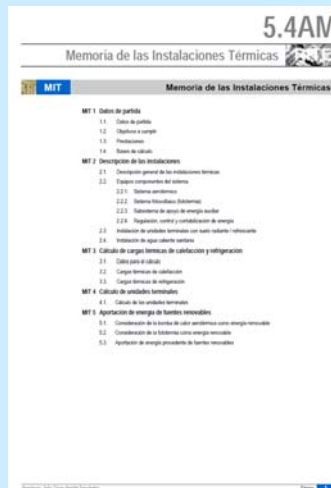 5.4AM
Memoria de las Instalaciones Térmicas
MIT
Memoria de las Instalaciones Térmicas
MIT 1 Datos de partida
1.1. Datos de partida
1.2. Objetivos a cumplir
1.3. Prestaciones
1.4. Bases de cálculo
MIT 2 Descripción de las instalaciones
2.1. Descripción general de las instalaciones térmicas
2.2. Equipos componentes del sistema
2.2.1. Sistema aerotérmico
2.2.2. Sistema fotovoltaico (fototermia)
2.2.3. Subsistema de apoyo de energía auxiliar
2.2.4. Regulación, control y contabilización de energía
2.3. Instalación de unidades terminales con suelo radiante / refrescante
2.4. Instalación de agua caliente sanitaria
MIT 3 Cálculo de cargas térmicas de calefacción y refrigeración
3.1. Datos para el cálculo
3.2. Cargas térmicas de calefacción
3.3. Cargas térmicas de refrigeración
MIT 4 Cálculo de unidades terminales
4.1. Cálculo de las unidades terminales
MIT 5 Aportación de energía de fuentes renovables
5.1. Consideración de la bomba de calor aerotérmica como energía renovable
5.2. Consideración de la fototermia como energía renovable
5.3. Aportación de energía procedente de fuentes renovables